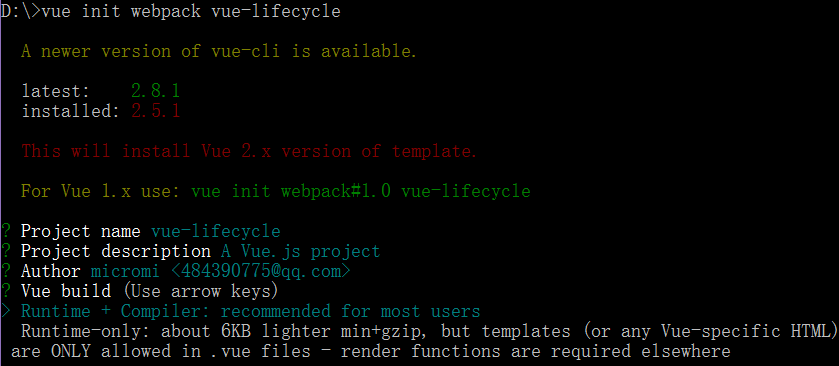 D:\>vue init webpack vue-lifecycle
A newer version of vue-cli is available.
latest: 2.8.1
installed: 2.5.1
This will install Vue 2.x version of template.
For Vue 1.x use: vue init webpack#1.0 vue-lifecycle
? Project name vue-lifecycle
? Project description A Vue.js project
? Author micromi <484390775@qq.com>
? Vue build (Use arrow keys)
> Runtime + Compiler: recommended for most users
Runtime-only: about 6KB lighter min+gzip, but templates (or any Vue-specific HTML)
are ONLY allowed in .vue files - render functions are required elsewhere